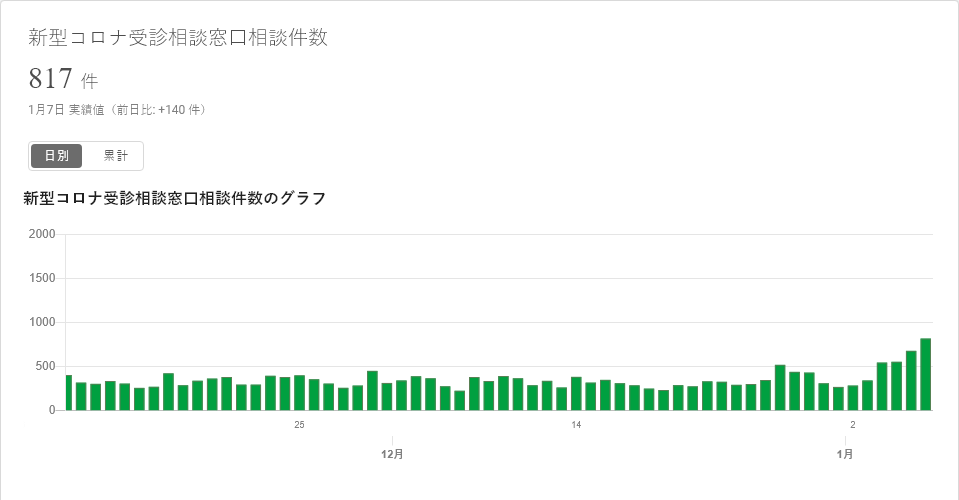 新型コロナ受診相談窓口相談件数
817 件
1月7日 実績値（前日比: +140 件）
日別 累計
新型コロナ受診相談窓口相談件数のグラフ
2000
1500
1000
500
0
25 14 2
12月 1月